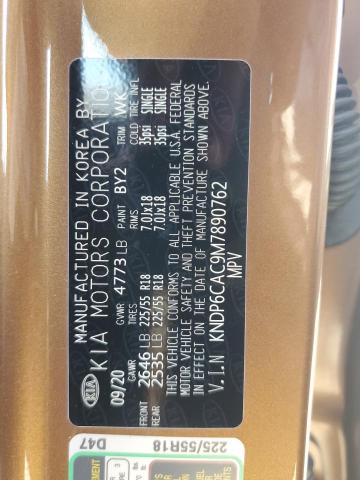 KIA
MANUFACTURED IN KOREA BY
KIA MOTORS CORPORATION
09/20 GVWR 4773 LB PAINT BY2 TRIM WK
GAWR TIRES RIMS COLD TIRE INFL
FRONT 2646 LB 225/55 R18 7.0Jx18 35psi SINGLE
REAR 2535 LB 225/55 R18 7.0Jx18 35psi SINGLE
THIS VEHICLE CONFORMS TO ALL APPLICABLE U.S.A. FEDERAL
MOTOR VEHICLE SAFETY AND THEFT PREVENTION STANDARDS
IN EFFECT ON THE DATE OF MANUFACTURE SHOWN ABOVE.
V.I.N KNDP6CAC9M7890762
MPV
D47 225/55R18